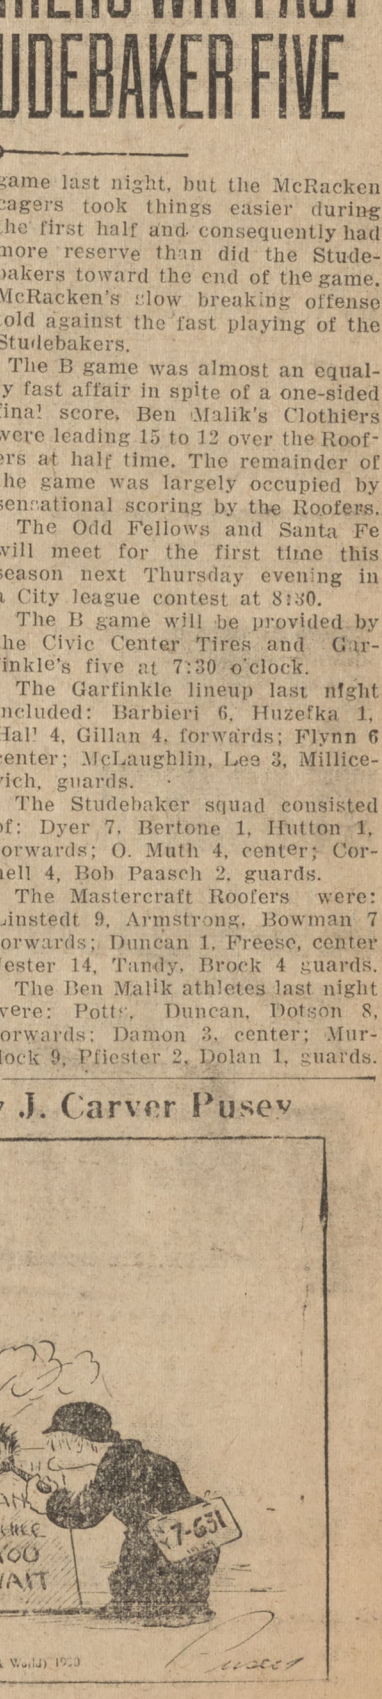 UDEBAKER FIVE
game last night, but the McRacken
cagers took things easier during
the first half and consequently had
more reserve than did the Stude-
bakers toward the end of the game.
McRacken's slow breaking offense
told against the fast playing of the
Studebakers.
The B game was almost an equal-
ly fast affair in spite of a one-sided
final score, Ben Malik's Clothiers
were leading 15 to 12 over the Roof-
ers at half time. The remainder of
the game was largely occupied by
sensational scoring by the Roofers.
The Odd Fellows and Santa Fe
will meet for the first time this
season next Thursday evening in
a City league contest at 8:30.
The B game will be provided by
the Civic Center Tires and Gar-
finkle's five at 7:30 o'clock.
The Garfinkle lineup last night
included: Barbieri 6, Huzefka 1,
Hall 4, Gillan 4, forwards; Flynn 6
center; McLaughlin, Lee 3, Millice-
vich, guards.
The Studebaker squad consisted
of: Dyer 7, Bertone 1, Hutton 1,
forwards; O. Muth 4, center; Cor-
nell 4, Bob Paasch 2, guards.
The Mastercraft Roofers were:
Linstedt 9, Armstrong, Bowman 7
forwards; Duncan 1, Freese, center
Jester 14, Tandy, Brock 4 guards.
The Ben Malik athletes last night
were: Potts, Duncan, Dotson 8,
forwards; Damon 3, center; Mur-
dock 9, Pfiester 2, Dolan 1, guards.
y J. Carver Pusey
7-631
YOU
WAIT
World) 1930
Pusey